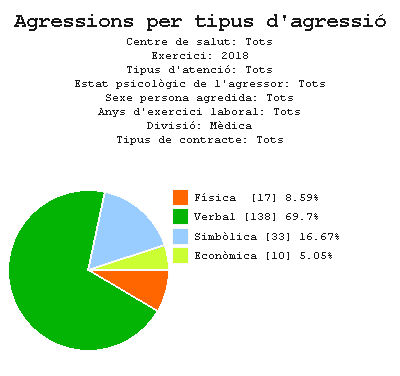 Agressions per tipus d'agressió
Centre de salut: Tots
Exercici: 2018
Tipus d'atenció: Tots
Estat psicològic de l'agressor: Tots
Sexe persona agredida: Tots
Anys d'exercici laboral: Tots
Divisió: Mèdica
Tipus de contracte: Tots
Física [17] 8.59%
Verbal [138] 69.7%
Simbòlica [33] 16.67%
Econòmica [10] 5.05%